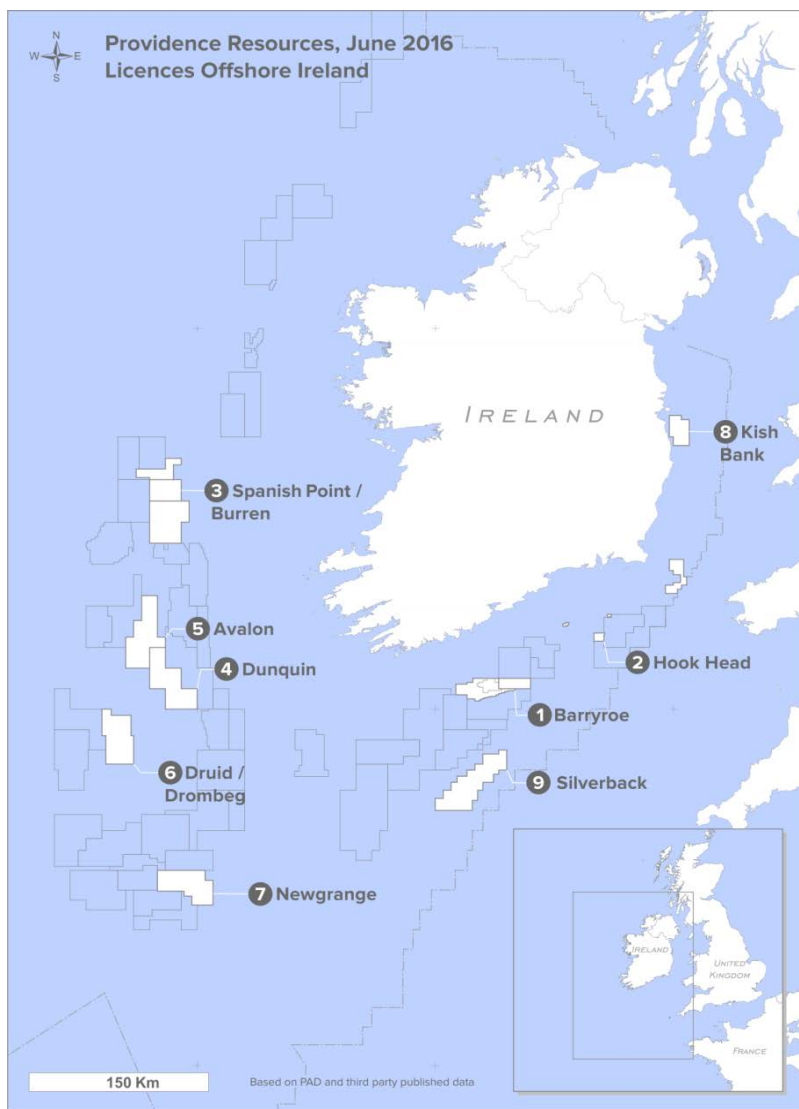 Providence Resources, June 2016
Licences Offshore Ireland
N
W E
S
IRELAND
8 Kish
Bank
3 Spanish Point /
Burren
5 Avalon
4 Dunquin
2 Hook Head
1 Barryroe
6 Druid /
Drombeg
9 Silverback
7 Newgrange
IRELAND
UNITED
KINGDOM
FRANCE
150 Km
Based on PAD and third party published data